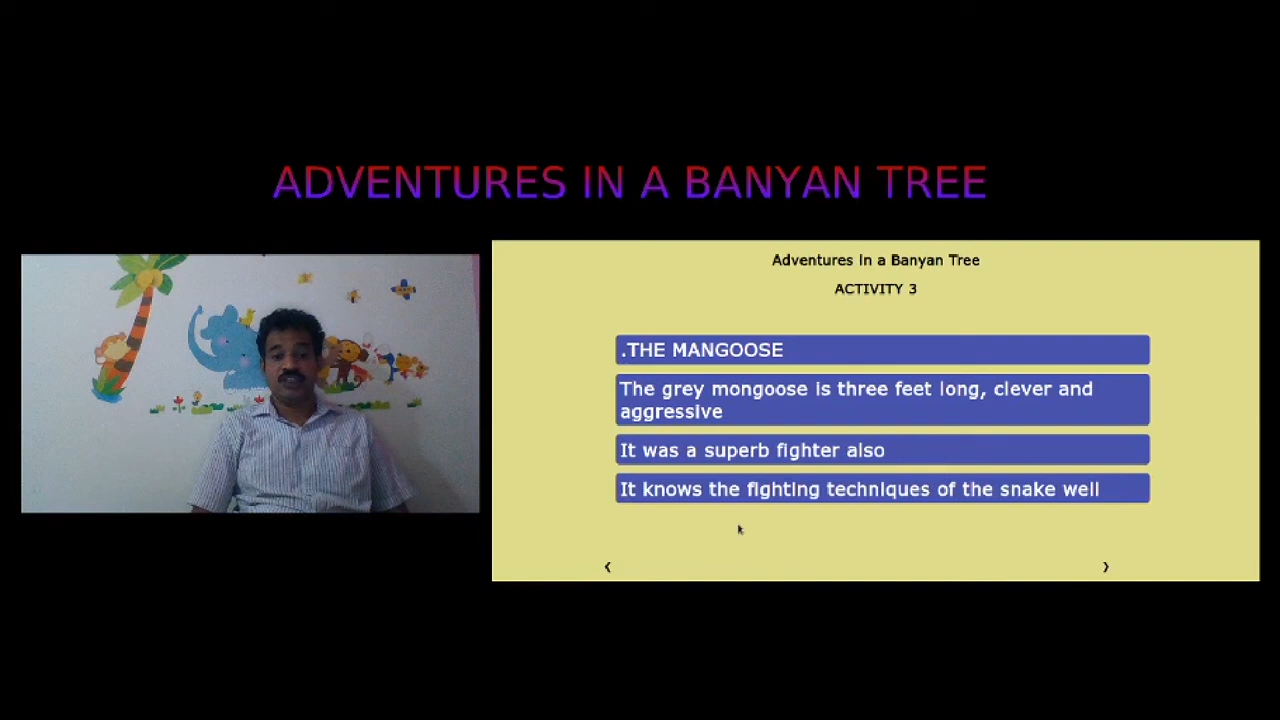 ADVENTURES IN A BANYAN TREE
Adventures in a Banyan Tree
ACTIVITY 3
.THE MANGOOSE
The grey mongoose is three feet long, clever and
aggressive
It was a superb fighter also
It knows the fighting techniques of the snake well